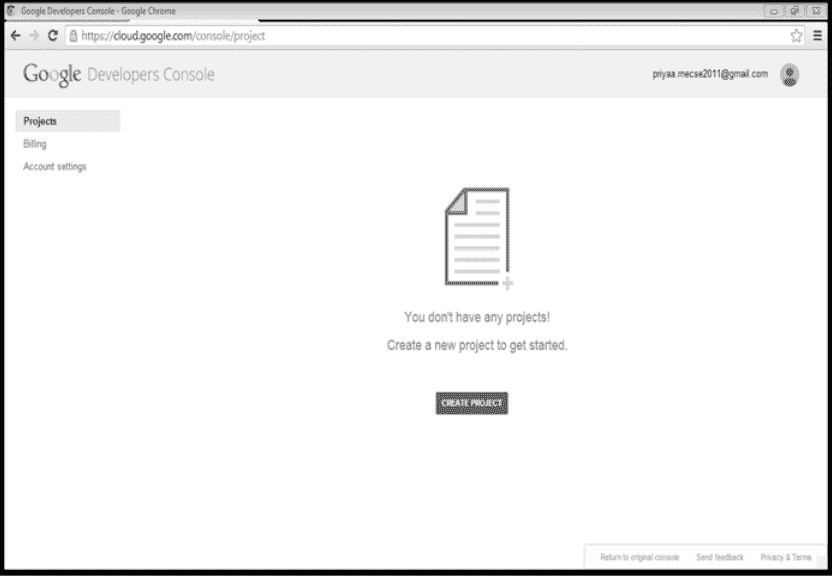 Google Developers Console - Google Chrome
https://cloud.google.com/console/project
Google Developers Console
priyaa.mecse2011@gmail.com
Projects
Billing
Account settings
You don't have any projects!
Create a new project to get started.
CREATE PROJECT
Return to original console Send feedback Privacy & Terms